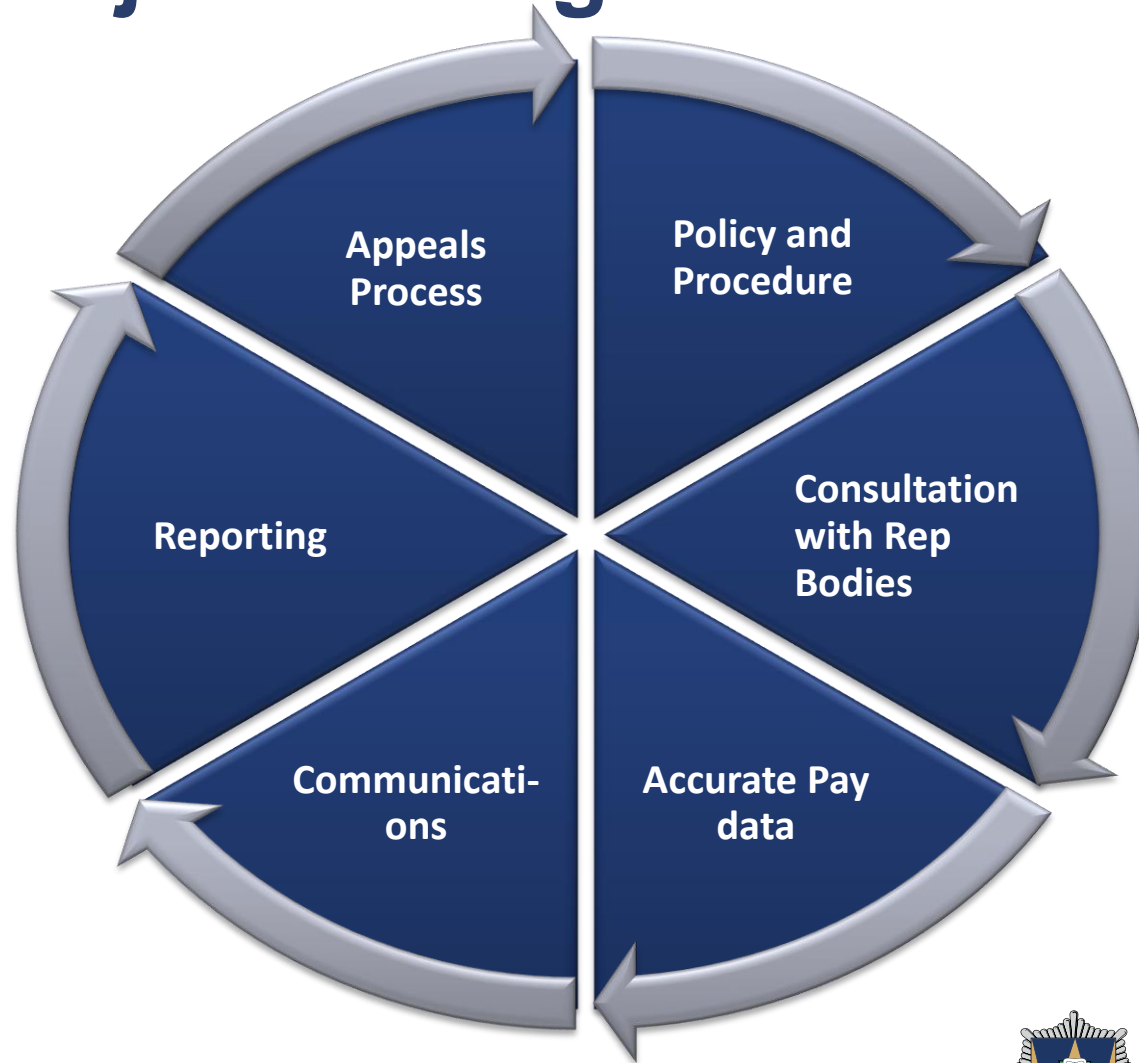 Appeals
Process
Policy and
Procedure
Consultation
with Rep
Bodies
Accurate Pay
data
Communicati-
ons
Reporting